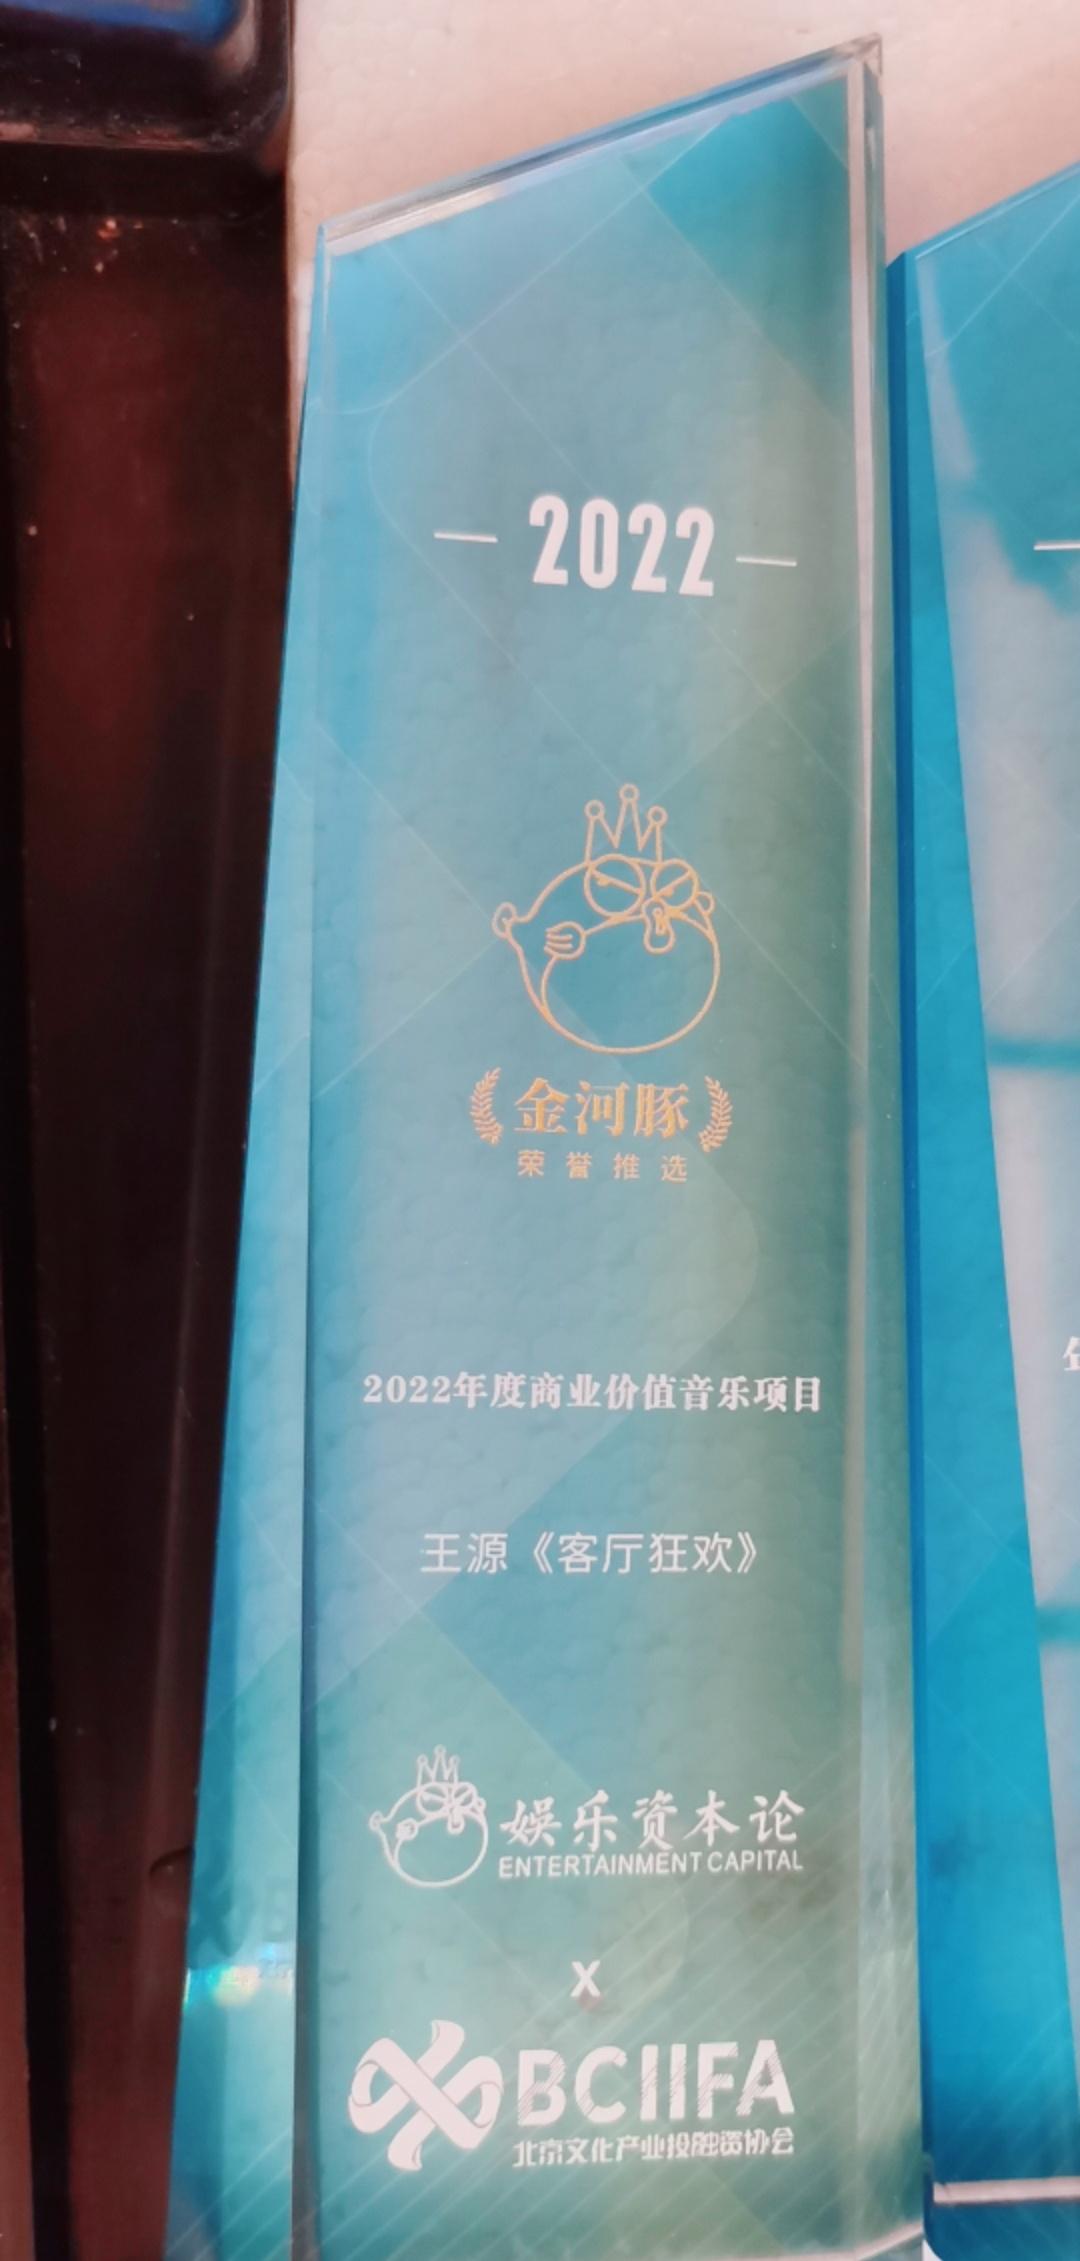 — 2022 —
金河豚
荣誉推选
2022年度商业价值音乐项目
王源《客厅狂欢》
娱乐资本论
ENTERTAINMENT CAPITAL
X
BCIIFA
北京文化产业投融资协会